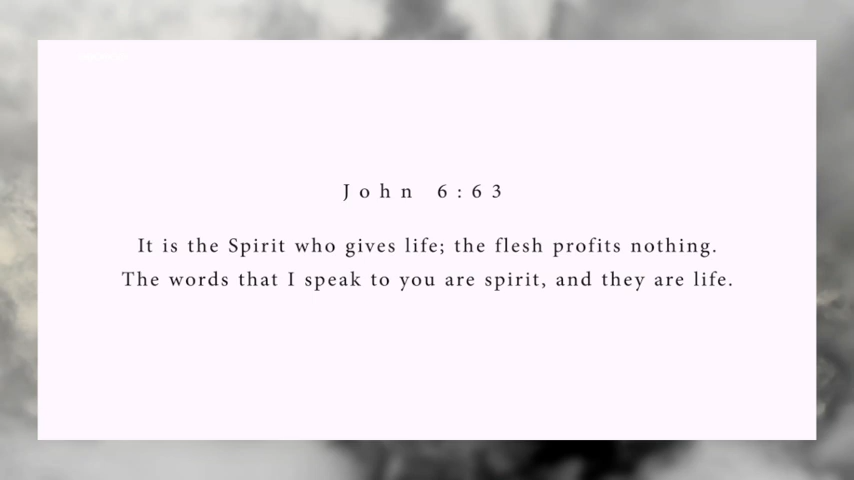 John 6:63
It is the Spirit who gives life; the flesh profits nothing.
The words that I speak to you are spirit, and they are life.